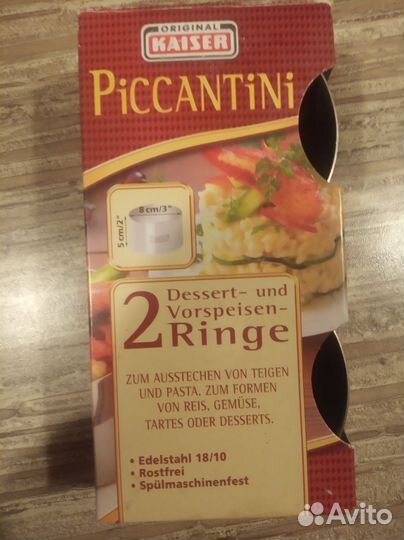 ORIGINAL
KAISER
PiCCANTiNi
8 cm/3"
5 cm/2"
2 Dessert- und
Vorspeisen-
Ringe
ZUM AUSSTECHEN VON TEIGEN
UND PASTA. ZUM FORMEN
VON REIS, GEMÜSE,
TARTES ODER DESSERTS.
• Edelstahl 18/10
• Rostfrei
• Spülmaschinenfest
Avito